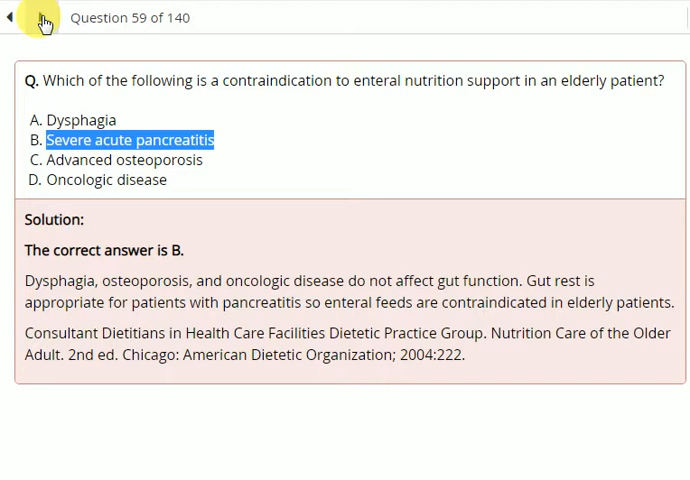 Question 59 of 140
Q. Which of the following is a contraindication to enteral nutrition support in an elderly patient?
A. Dysphagia
B. Severe acute pancreatitis
C. Advanced osteoporosis
D. Oncologic disease
Solution:
The correct answer is B.
Dysphagia, osteoporosis, and oncologic disease do not affect gut function. Gut rest is
appropriate for patients with pancreatitis so enteral feeds are contraindicated in elderly patients.
Consultant Dietitians in Health Care Facilities Dietetic Practice Group. Nutrition Care of the Older
Adult. 2nd ed. Chicago: American Dietetic Organization; 2004:222.